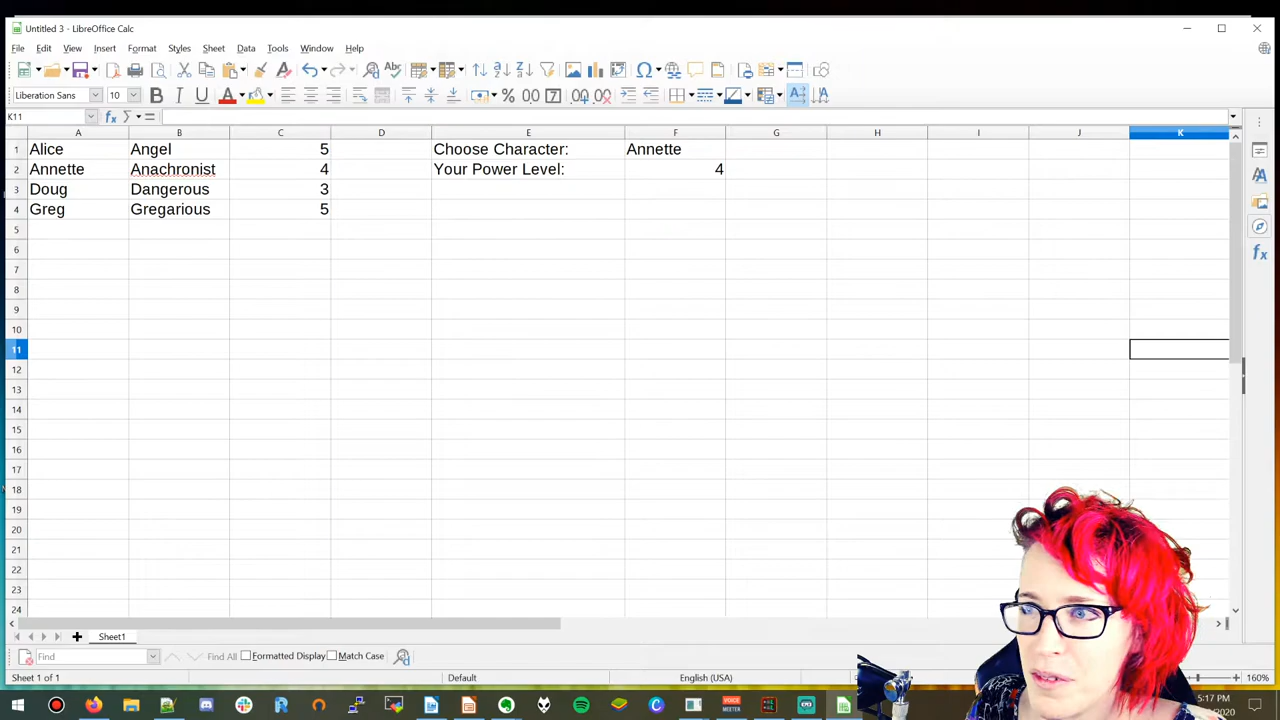 Untitled 3 - LibreOffice Calc
File Edit View Insert Format Styles Sheet Data Tools Window Help
Liberation Sans 10
K11
A B C D E F G H I J K
1 Alice Angel 5 Choose Character: Annette
2 Annette Anachronist 4 Your Power Level: 4
3 Doug Dangerous 3
4 Greg Gregarious 5
5
6
7
8
9
10
11
12
13
14
15
16
17
18
19
20
21
22
23
24
Sheet1
Find Find All Formatted Display Match Case
Sheet 1 of 1 Default English (USA) 160%
5:17 PM